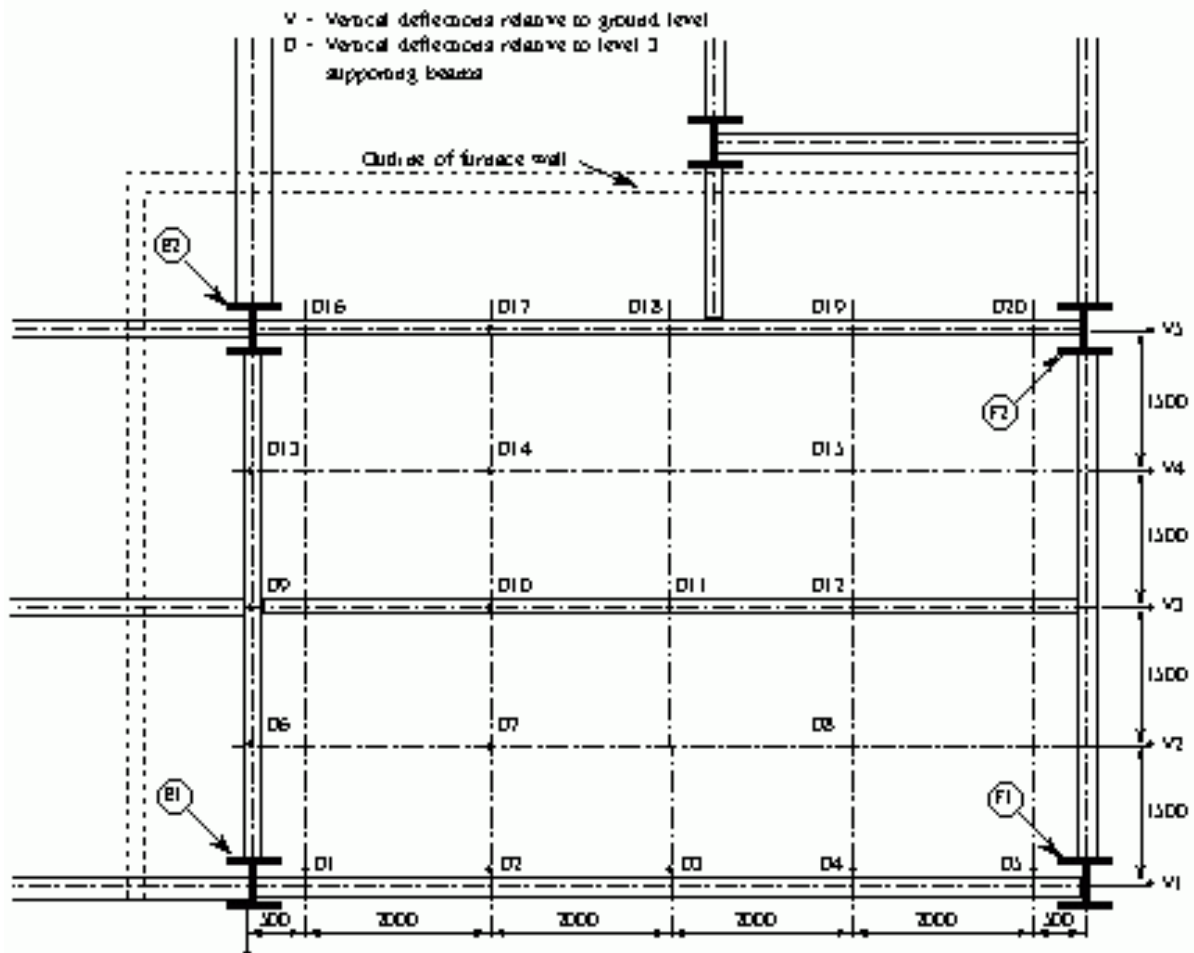 V - Vertical deflections relative to ground level
D - Vertical deflections relative to level 3
supporting beams
Outline of furnace wall
E2
D16 D17 D18 D19 D20
V5
F2
1500
D13 D14 D15
V4
1500
D9 D10 D11 D12
V3
1500
D6 D7 D8
V2
E1
F1
1500
D1 D2 D3 D4 D5
V1
500 2000 2000 2000 2000 500